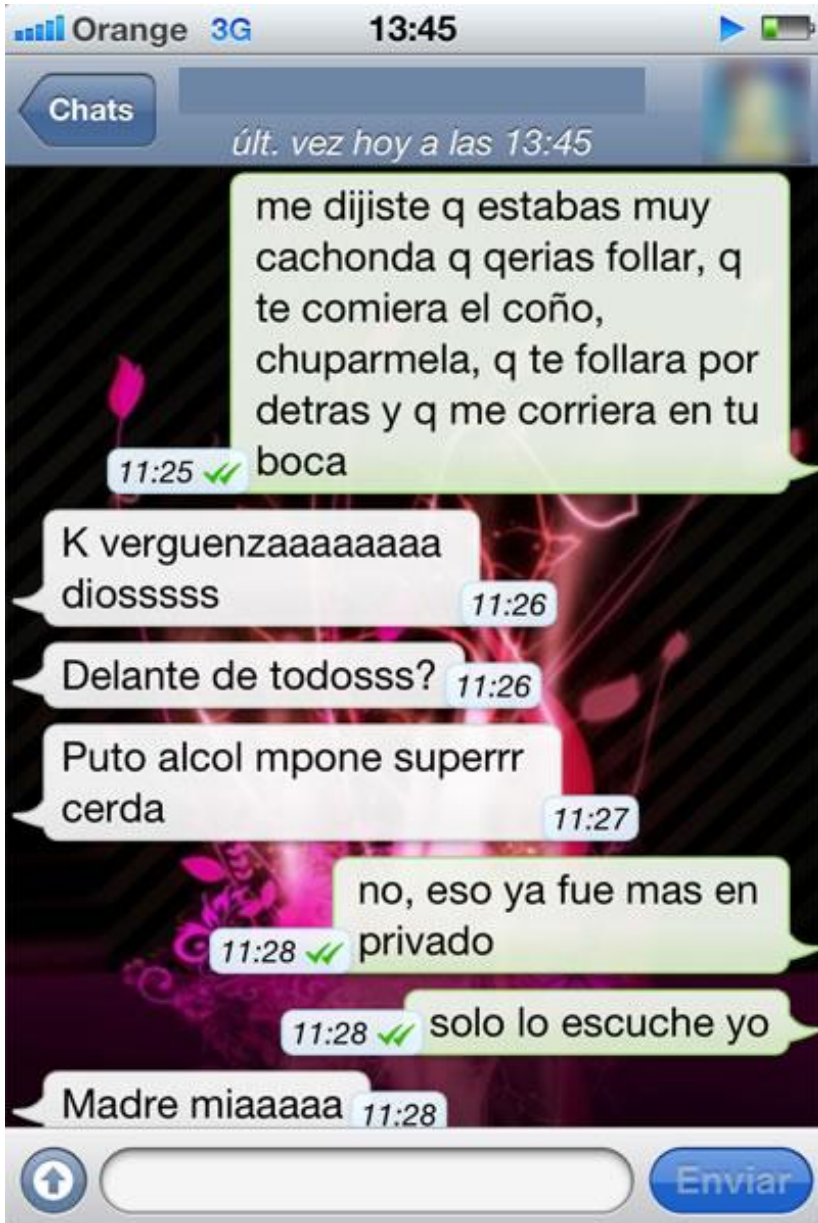 Orange 3G 13:45
Chats
últ. vez hoy a las 13:45
me dijiste q estabas muy
cachonda q qerias follar, q
te comiera el coño,
chuparmela, q te follara por
detras y q me corriera en tu
boca
11:25
K verguenzaaaaaaaa
diosssss
11:26
Delante de todosss? 11:26
Puto alcol mpone superrr
cerda
11:27
no, eso ya fue mas en
privado
11:28
solo lo escuche yo
11:28
Madre miaaaaa 11:28
Enviar